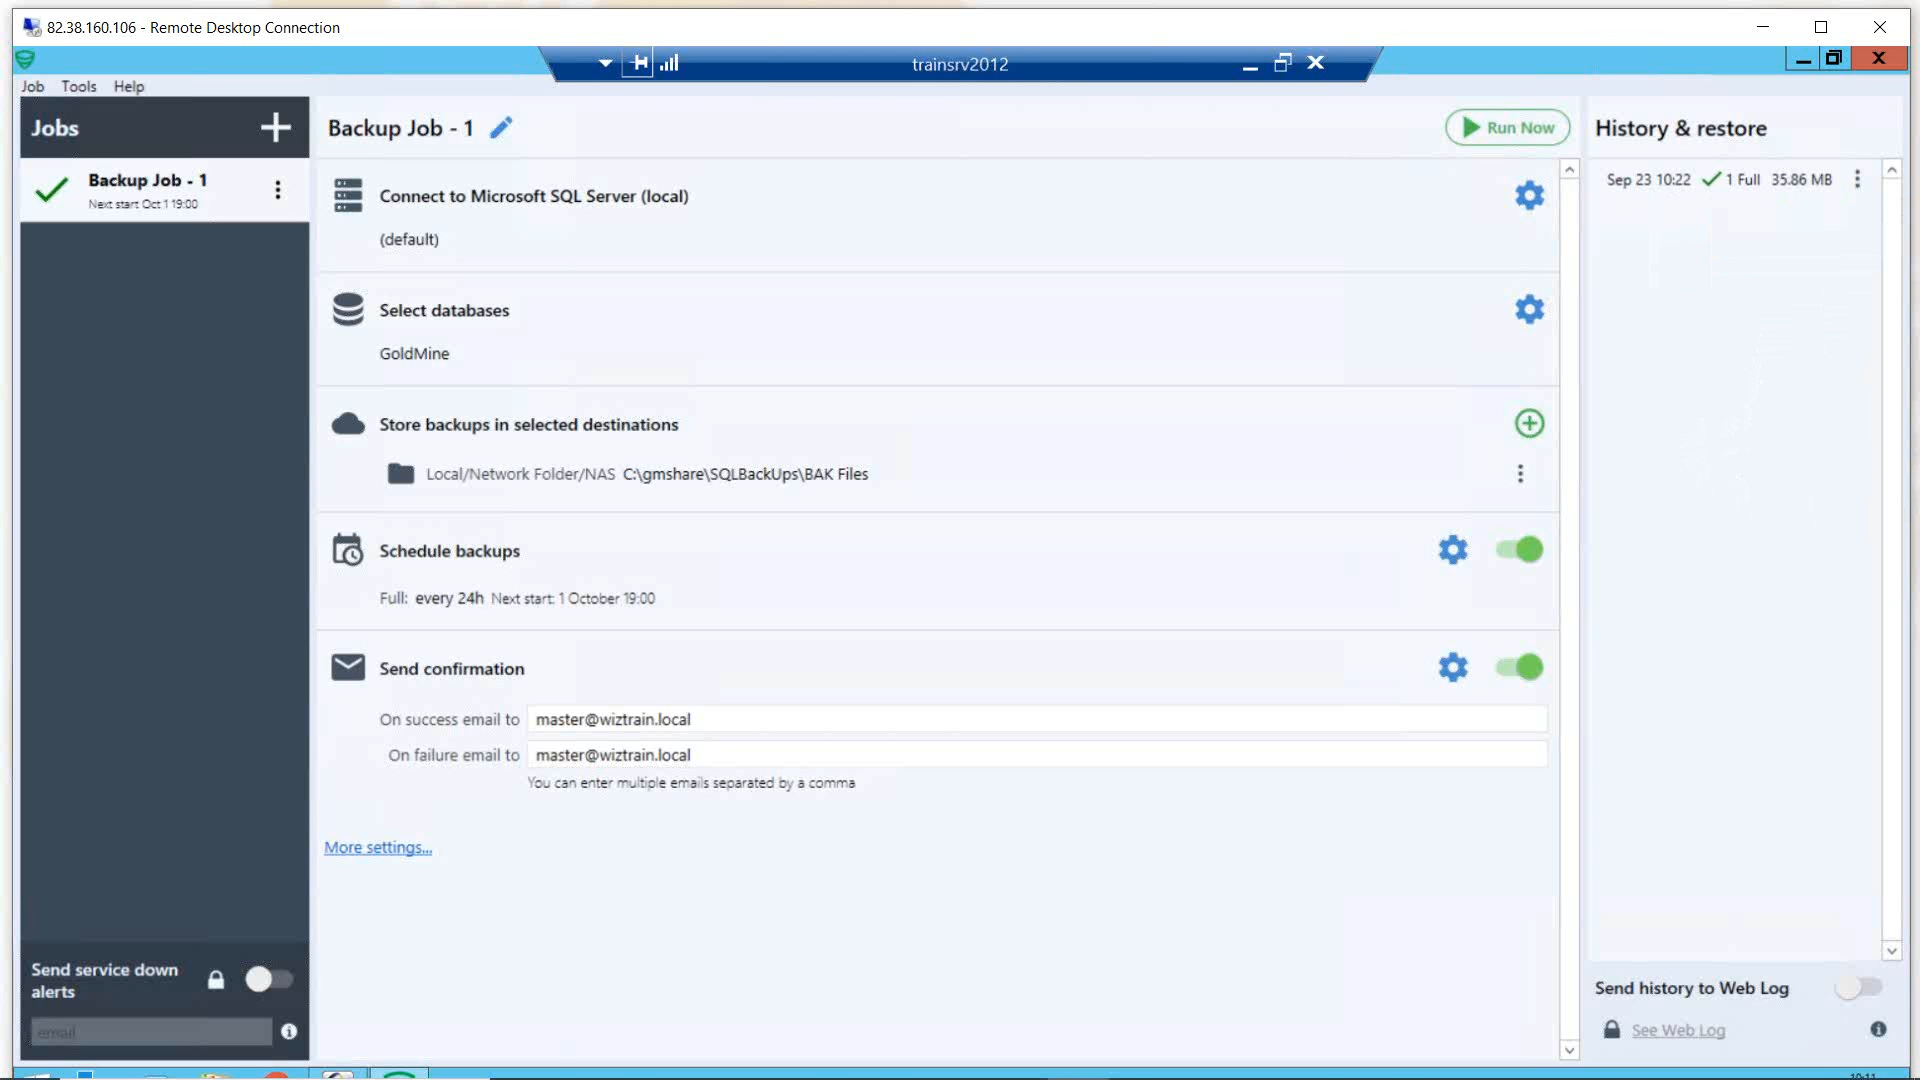 82.38.160.106 - Remote Desktop Connection
trainsrv2012
Job Tools Help
Jobs
Backup Job - 1
Next start Oct 1 19:00
Send service down
alerts
email
Backup Job - 1
Run Now
Connect to Microsoft SQL Server (local)
(default)
Select databases
GoldMine
Store backups in selected destinations
Local/Network Folder/NAS C:\gmshare\SQLBackUps\BAK Files
Schedule backups
Full: every 24h Next start: 1 October 19:00
Send confirmation
On success email to master@wiztrain.local
On failure email to master@wiztrain.local
You can enter multiple emails separated by a comma
More settings...
History & restore
Sep 23 10:22 1 Full 35.86 MB
Send history to Web Log
See Web Log